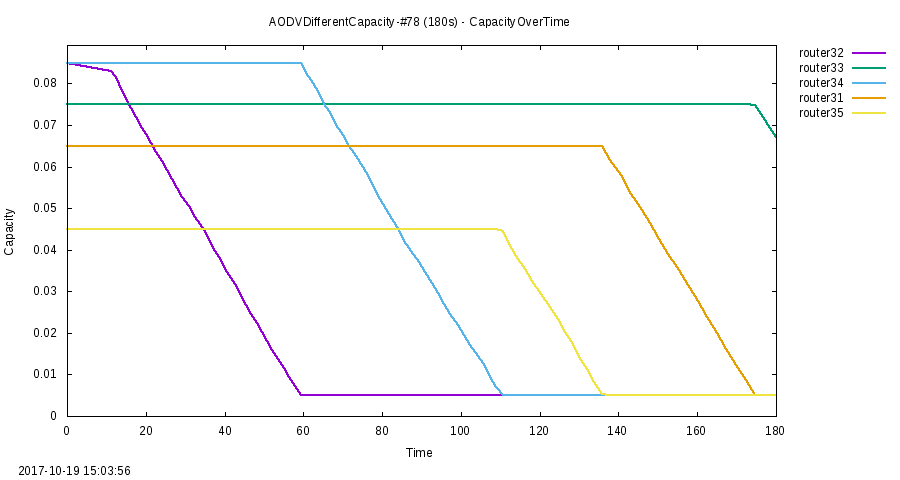 AODVDifferentCapacity-#78 (180s) - CapacityOverTime
router32
router33
router34
router31
router35
0.08
0.07
0.06
0.05
0.04
0.03
0.02
0.01
0
Capacity
0 20 40 60 80 100 120 140 160 180
Time
2017-10-19 15:03:56